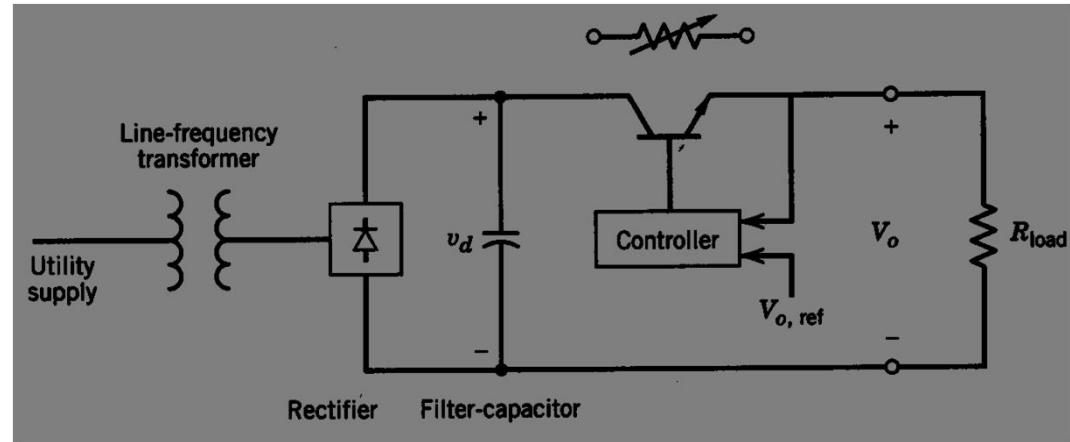 Line-frequency
transformer
Utility
supply
Rectifier
+
v_d
−
Filter-capacitor
Controller
V_o, ref
+
V_o
−
R_load